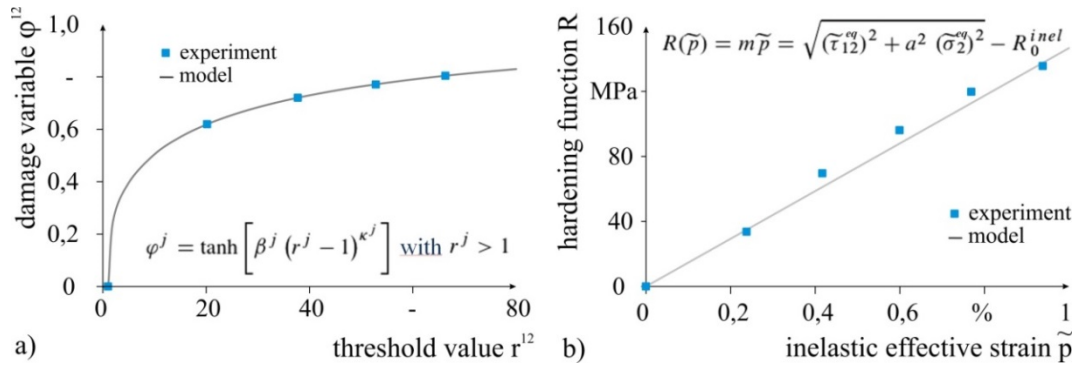 damage variable φ¹²
1,0
-
0,6
0,4
0,2
0
0
20
40
-
80
experiment
model
φʲ = tanh [βʲ (rʲ − 1)^κʲ] with rʲ > 1
a)
threshold value r¹²
hardening function R
160
MPa
80
40
0
0
0,2
0,4
0,6
%
1
R(p̃) = mp̃ = √((τ̃₁₂^eq)² + a² (σ̃₂^eq)²) − R₀^inel
experiment
model
b)
inelastic effective strain p̃